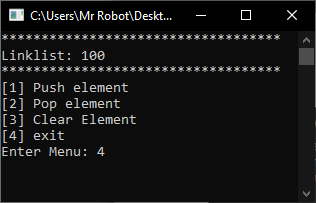 C:\Users\Mr Robot\Deskt...
***********************************
Linklist: 100
***********************************
[1] Push element
[2] Pop element
[3] Clear Element
[4] exit
Enter Menu: 4